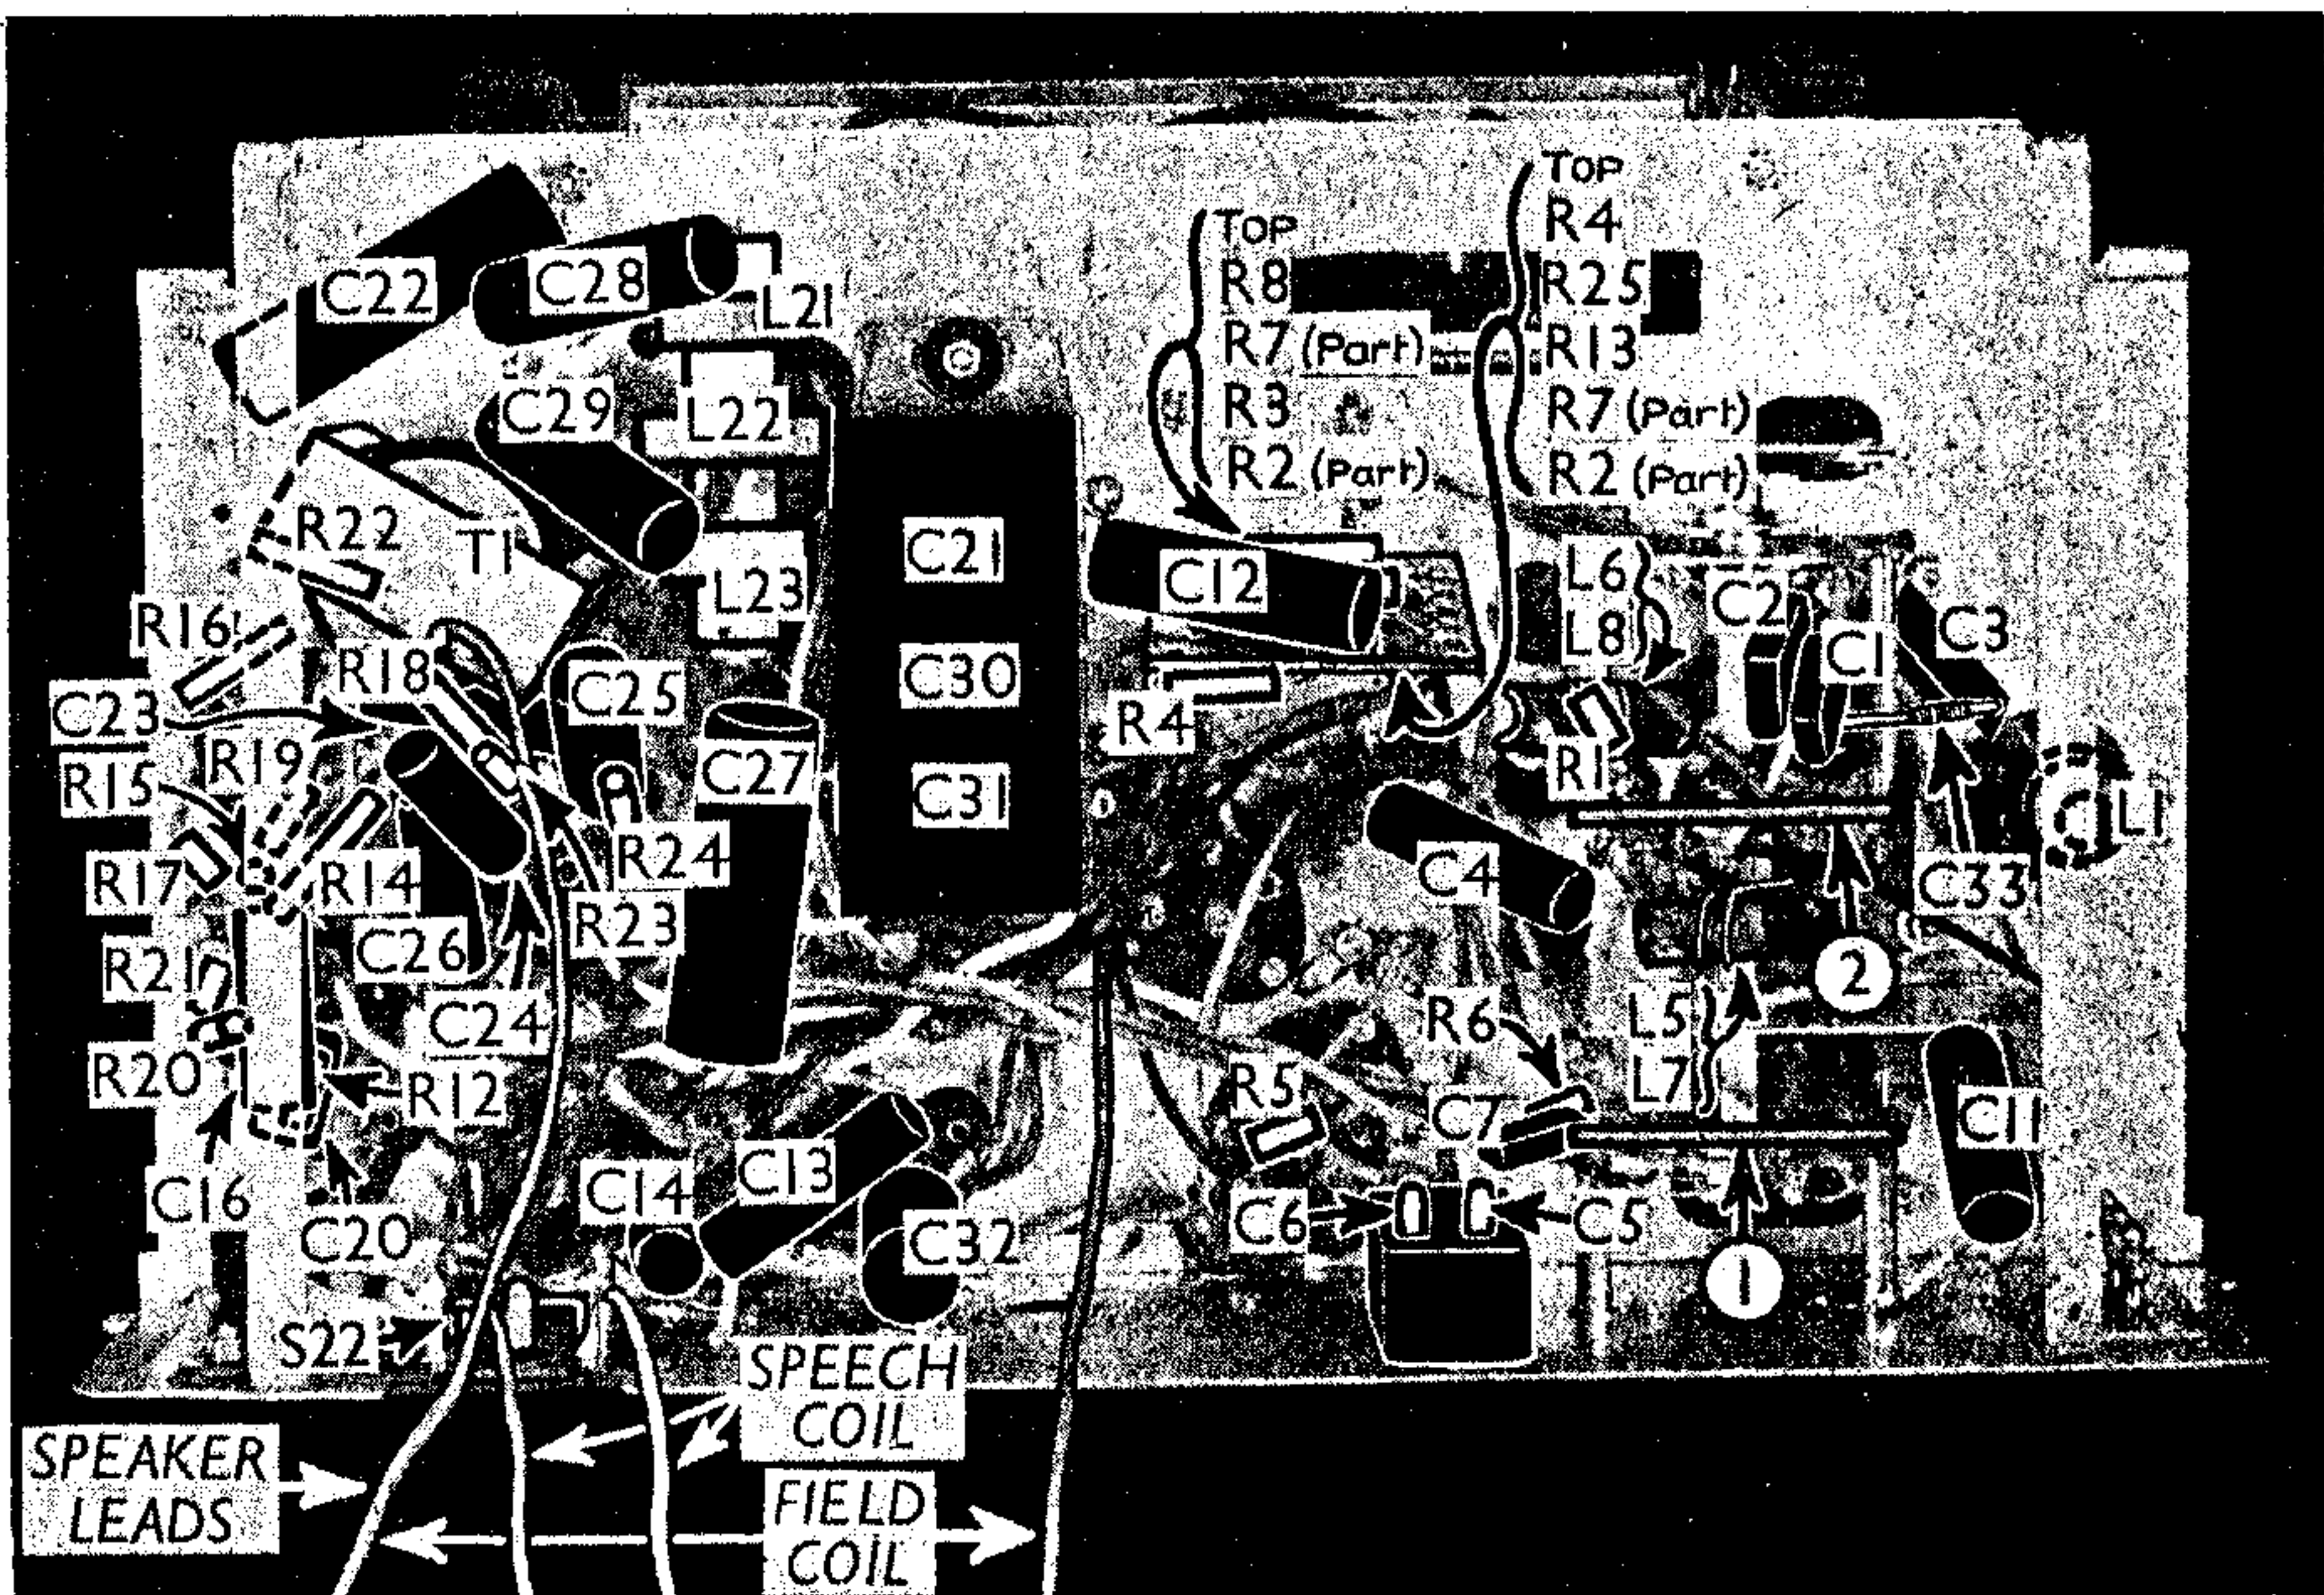 TOP
R8
R7 (Part)
R3
R2 (Part)
TOP
R4
R25
R13
R7 (Part)
R2 (Part)
C22
C28
L21
C29
L22
R22
T1
L23
C21
C30
C31
C12
R4
L6
L8
C2
C1
C3
R1
L1
R16
R18
C25
C23
R19
R15
C27
R17
R14
R24
R23
C26
R21
C24
R20
R12
C4
C33
2
L5
L7
R6
R5
C7
C11
C16
C20
C14
C13
C32
C6
C5
1
S22
SPEECH
COIL
SPEAKER
LEADS
FIELD
COIL